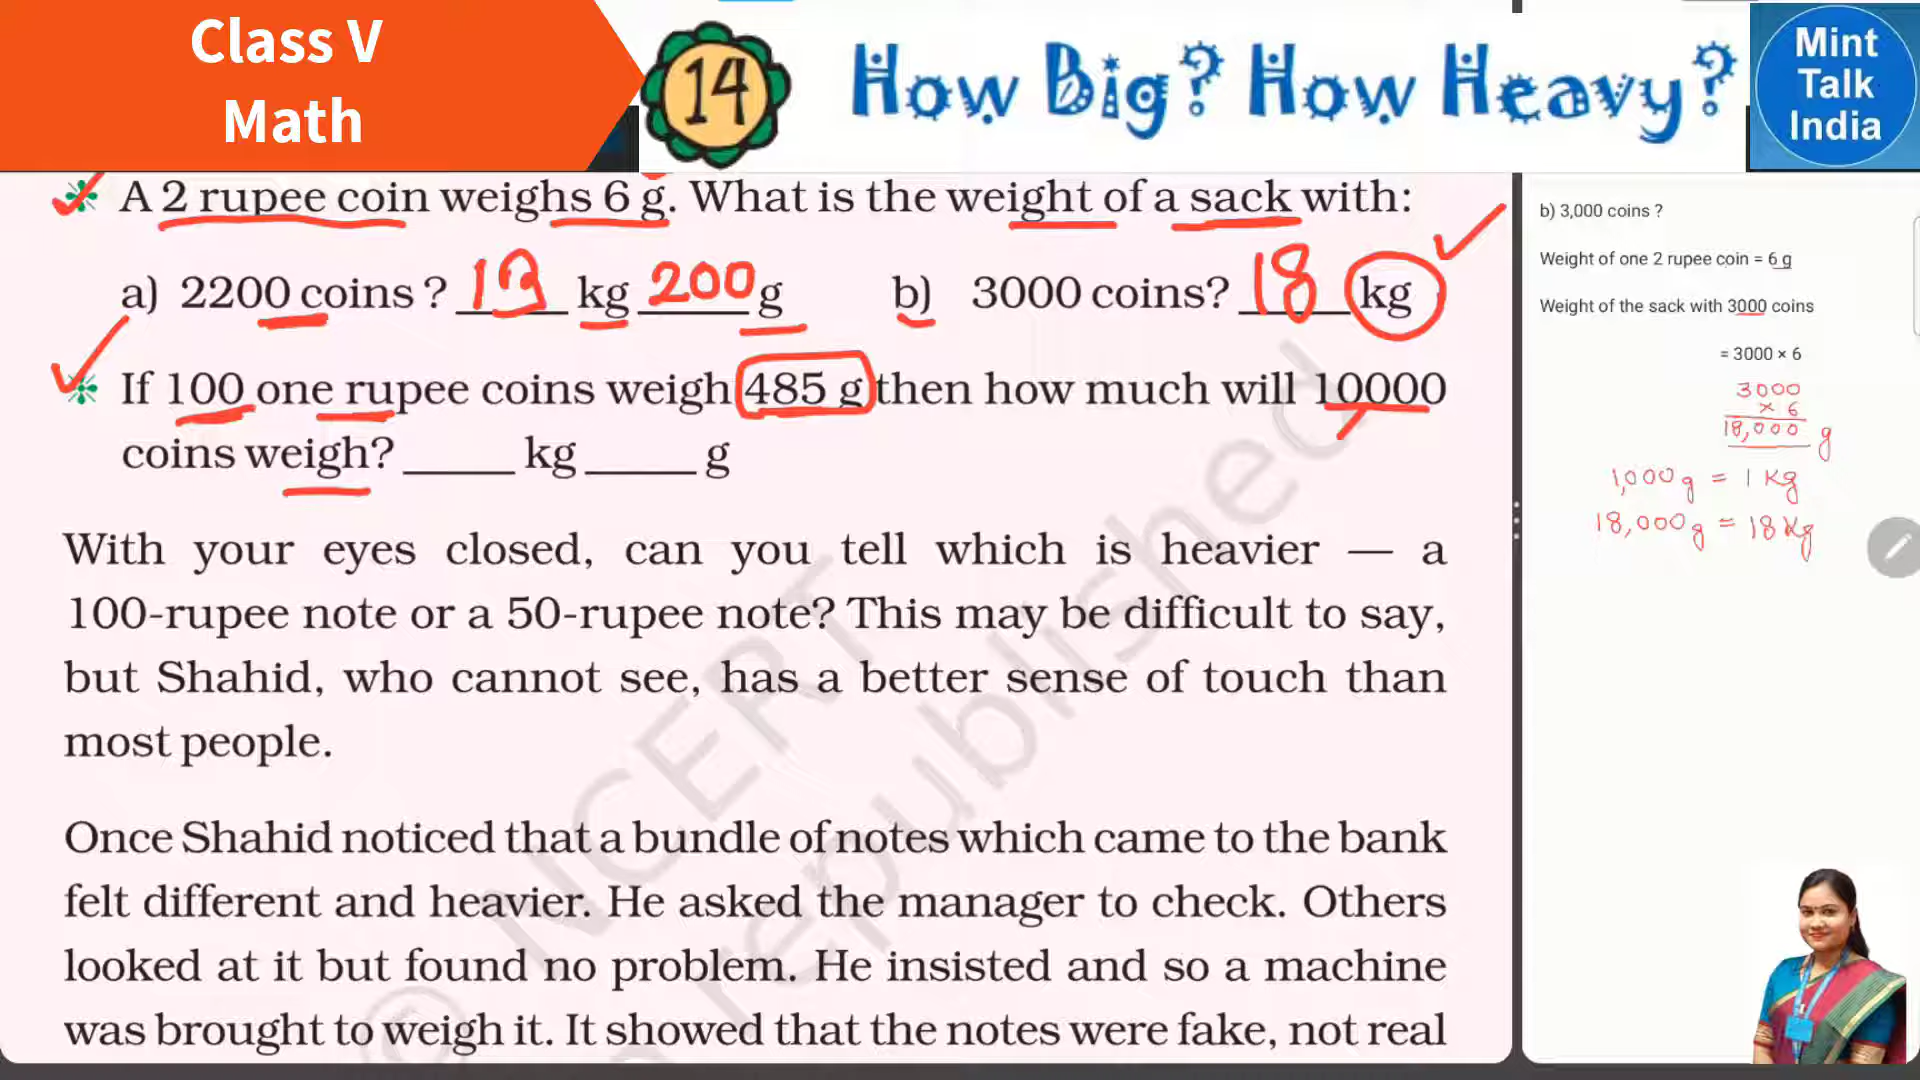 Class V
Math
14
How Big? How Heavy?
Mint
Talk
India
A 2 rupee coin weighs 6 g. What is the weight of a sack with:
a) 2200 coins ? 13 kg 200 g b) 3000 coins? 18 kg
If 100 one rupee coins weigh 485 g then how much will 10000
coins weigh? _____ kg _____ g
With your eyes closed, can you tell which is heavier — a
100-rupee note or a 50-rupee note? This may be difficult to say,
but Shahid, who cannot see, has a better sense of touch than
most people.
Once Shahid noticed that a bundle of notes which came to the bank
felt different and heavier. He asked the manager to check. Others
looked at it but found no problem. He insisted and so a machine
was brought to weigh it. It showed that the notes were fake, not real
© NCERT
republished
b) 3,000 coins ?
Weight of one 2 rupee coin = 6 g
Weight of the sack with 3000 coins
= 3000 × 6
3000
× 6
18,000 g
1,000 g = 1 Kg
18,000 g = 18 Kg